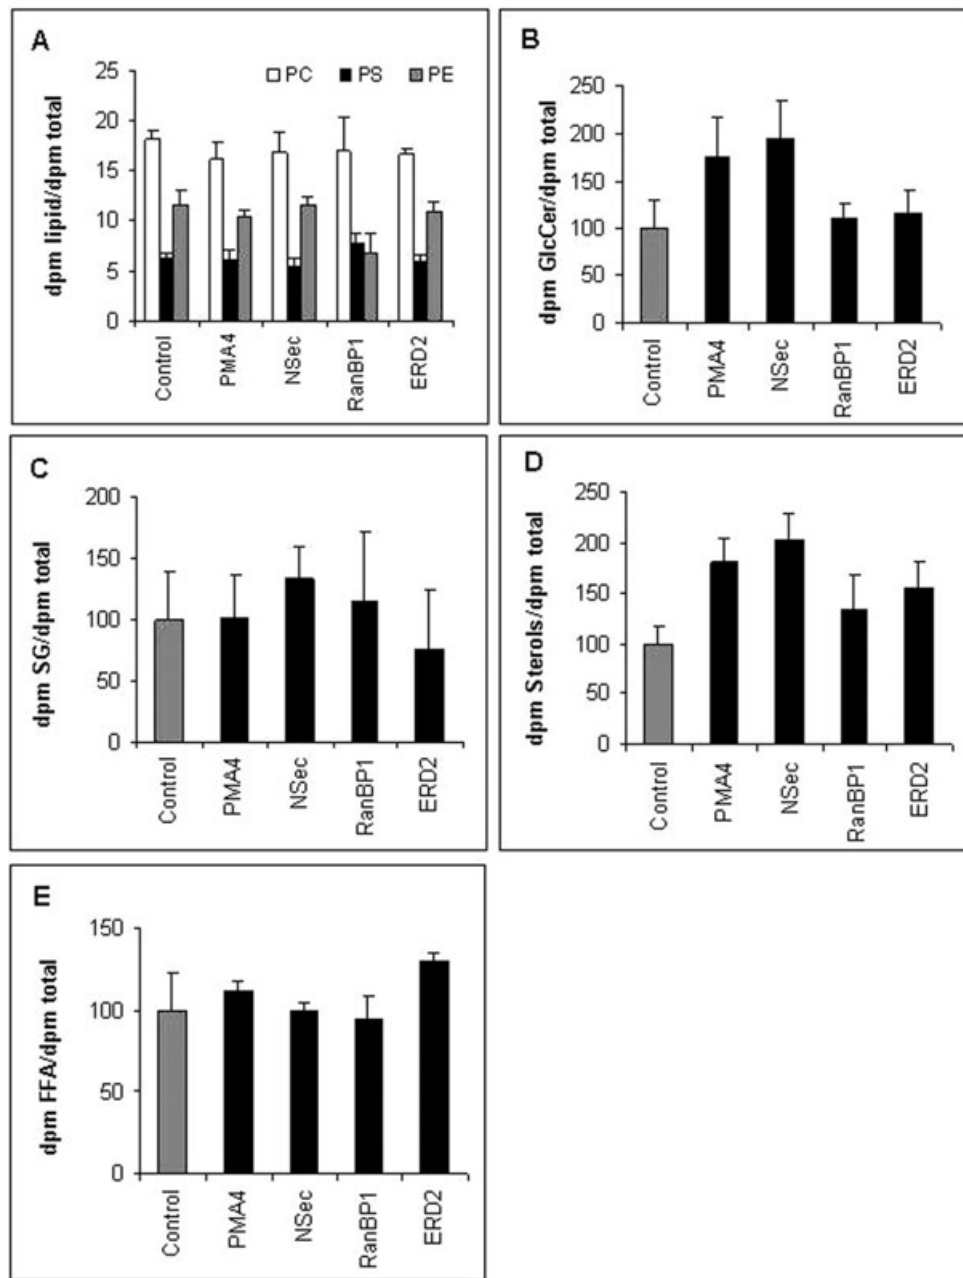 A
PC PS PE
dpm lipid/dpm total
25
20
15
10
5
0
Control
PMA4
NSec
RanBP1
ERD2
B
dpm GlcCer/dpm total
250
200
150
100
50
0
Control
PMA4
NSec
RanBP1
ERD2
C
dpm SG/dpm total
200
150
100
50
0
Control
PMA4
NSec
RanBP1
ERD2
D
dpm Sterols/dpm total
250
200
150
100
50
0
Control
PMA4
NSec
RanBP1
ERD2
E
dpm FFA/dpm total
150
100
50
0
Control
PMA4
NSec
RanBP1
ERD2